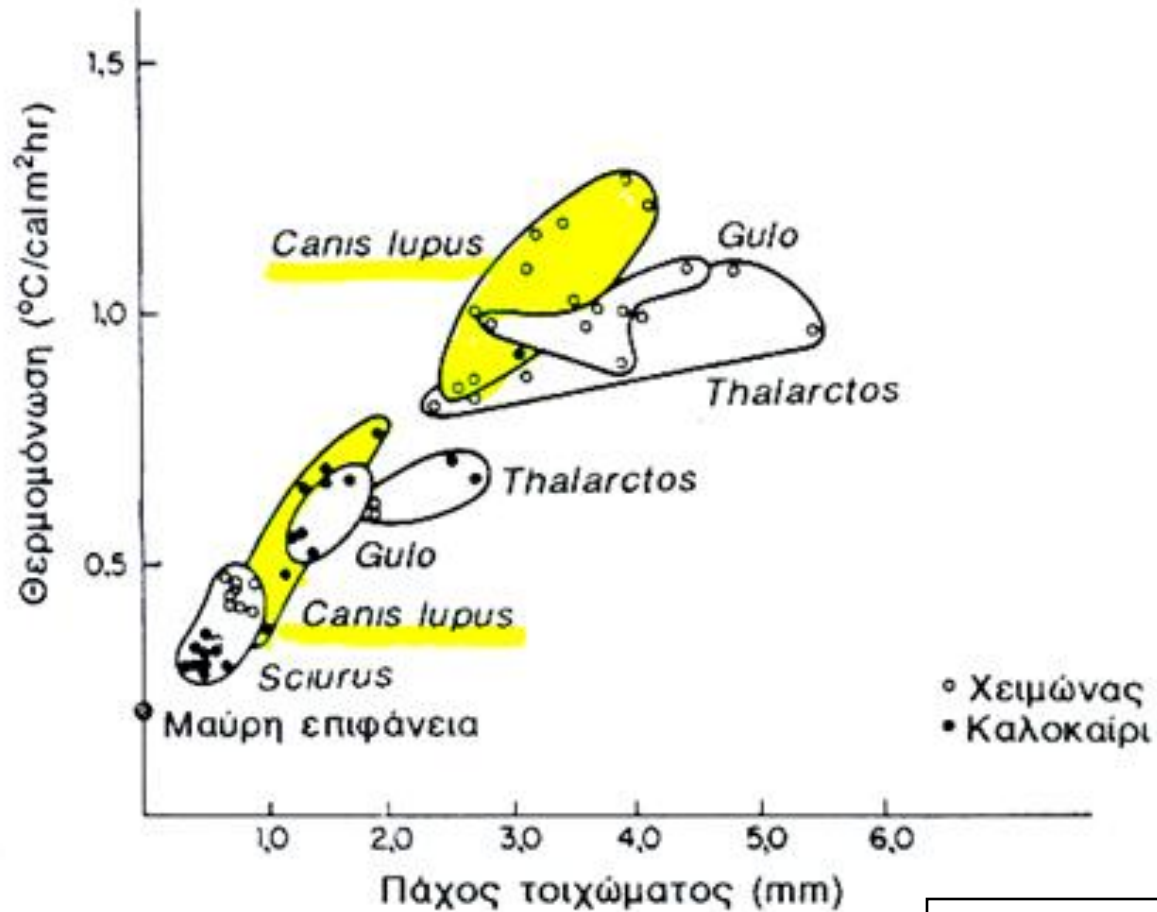 Θερμομόνωση (°C/cal m²hr)
1,5
1,0
0,5
Canis lupus
Gulo
Thalarctos
Thalarctos
Gulo
Canis lupus
Sciurus
Μαύρη επιφάνεια
Χειμώνας
Καλοκαίρι
1,0 2,0 3,0 4,0 5,0 6,0
Πάχος τοιχώματος (mm)